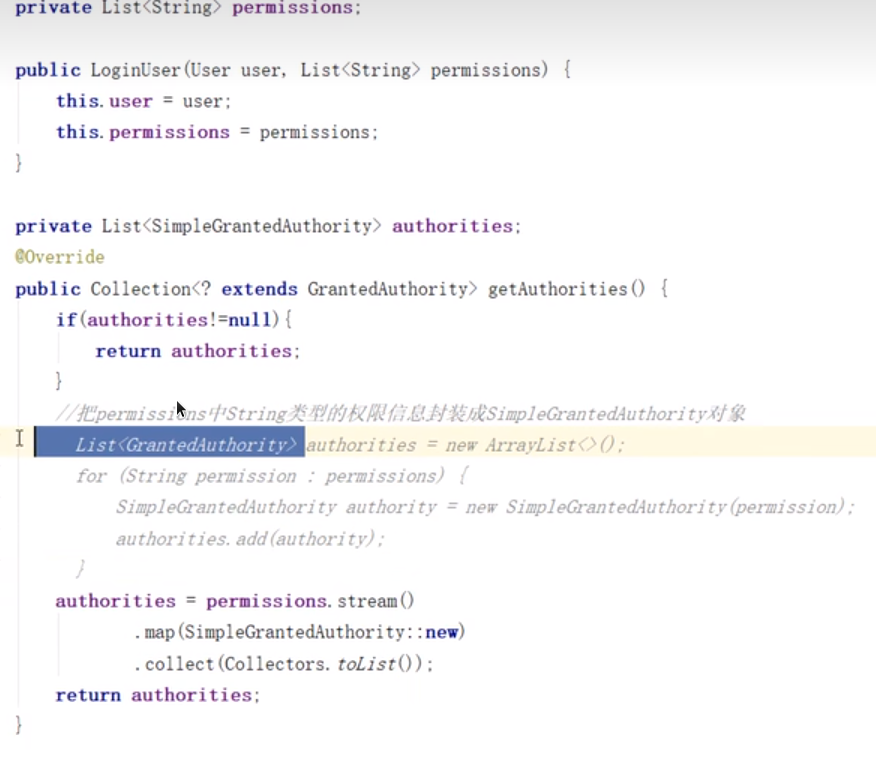 private List<String> permissions;
public LoginUser(User user, List<String> permissions) {
this.user = user;
this.permissions = permissions;
}
private List<SimpleGrantedAuthority> authorities;
@Override
public Collection<? extends GrantedAuthority> getAuthorities() {
if(authorities!=null){
return authorities;
}
//把permissions中String类型的权限信息封装成SimpleGrantedAuthority对象
List<GrantedAuthority> authorities = new ArrayList<>();
for (String permission : permissions) {
SimpleGrantedAuthority authority = new SimpleGrantedAuthority(permission);
authorities.add(authority);
}
authorities = permissions.stream()
.map(SimpleGrantedAuthority::new)
.collect(Collectors.toList());
return authorities;
}